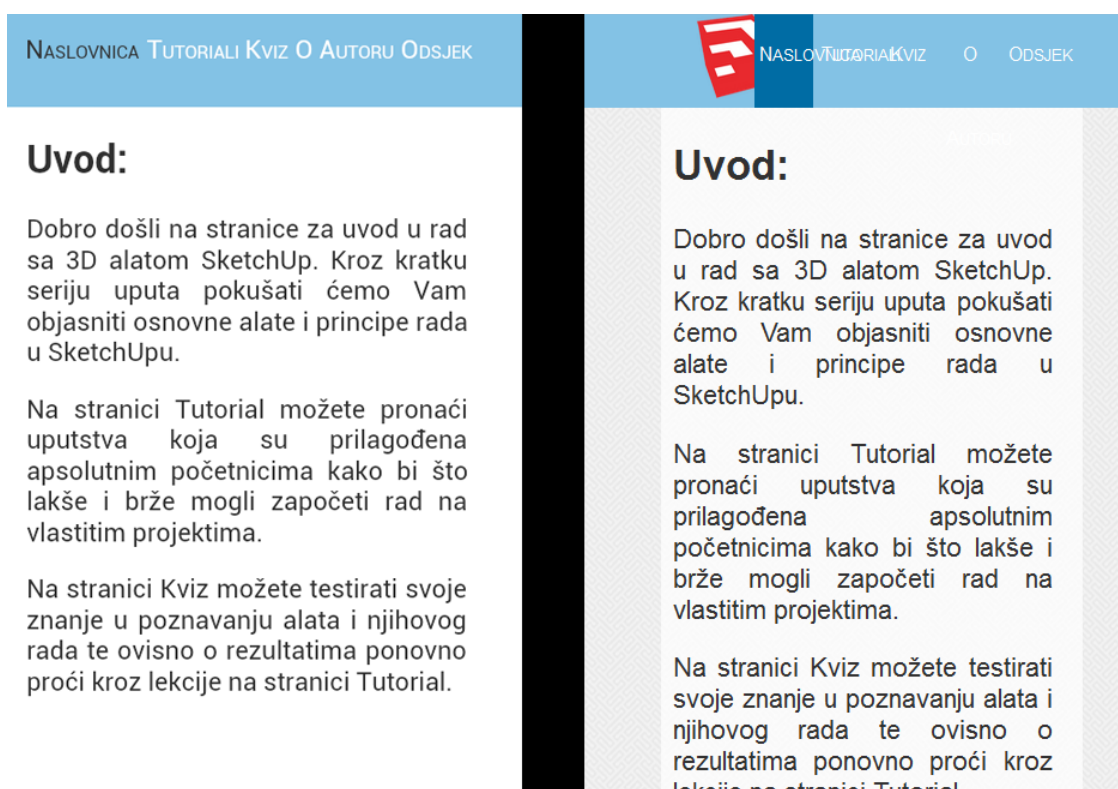 Naslovnica Tutoriali Kviz O Autoru Odsjek
Uvod:
Dobro došli na stranice za uvod u rad
sa 3D alatom SketchUp. Kroz kratku
seriju uputa pokušati ćemo Vam
objasniti osnovne alate i principe rada
u SketchUpu.
Na stranici Tutorial možete pronaći
uputstva koja su prilagođena
apsolutnim početnicima kako bi što
lakše i brže mogli započeti rad na
vlastitim projektima.
Na stranici Kviz možete testirati svoje
znanje u poznavanju alata i njihovog
rada te ovisno o rezultatima ponovno
proći kroz lekcije na stranici Tutorial.
Naslovnica Tutoriali Kviz O Odsjek
Autoru
Uvod:
Dobro došli na stranice za uvod
u rad sa 3D alatom SketchUp.
Kroz kratku seriju uputa pokušati
ćemo Vam objasniti osnovne
alate i principe rada u
SketchUpu.
Na stranici Tutorial možete
pronaći uputstva koja su
prilagođena apsolutnim
početnicima kako bi što lakše i
brže mogli započeti rad na
vlastitim projektima.
Na stranici Kviz možete testirati
svoje znanje u poznavanju alata i
njihovog rada te ovisno o
rezultatima ponovno proći kroz
lekcije na stranici Tutorial.